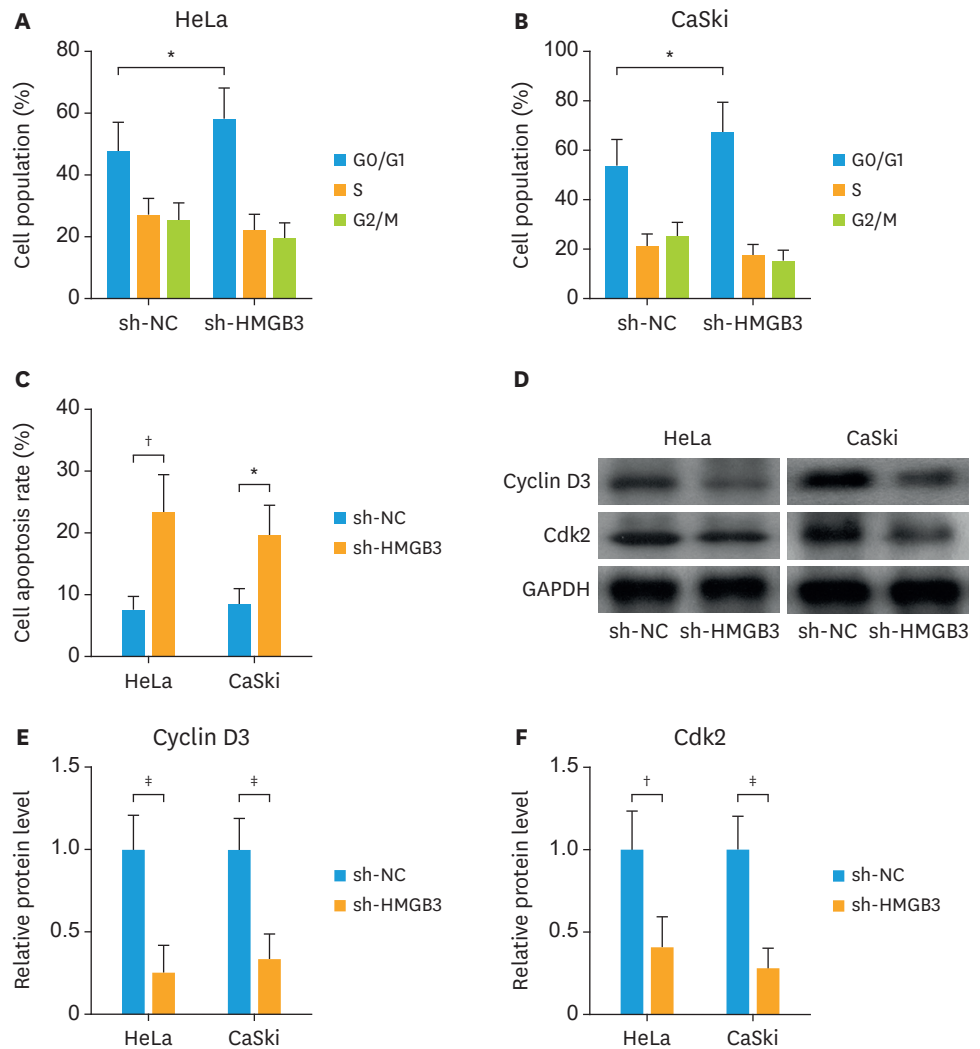 A
HeLa
Cell population (%)
80
60
40
20
0
*
sh-NC
sh-HMGB3
G0/G1
S
G2/M
B
CaSki
Cell population (%)
100
80
60
40
20
0
*
sh-NC
sh-HMGB3
G0/G1
S
G2/M
C
Cell apoptosis rate (%)
40
30
20
10
0
†
*
HeLa
CaSki
sh-NC
sh-HMGB3
D
HeLa
CaSki
Cyclin D3
Cdk2
GAPDH
sh-NC sh-HMGB3
sh-NC sh-HMGB3
E
Cyclin D3
Relative protein level
1.5
1.0
0.5
0
‡
‡
HeLa
CaSki
sh-NC
sh-HMGB3
F
Cdk2
Relative protein level
1.5
1.0
0.5
0
†
‡
HeLa
CaSki
sh-NC
sh-HMGB3